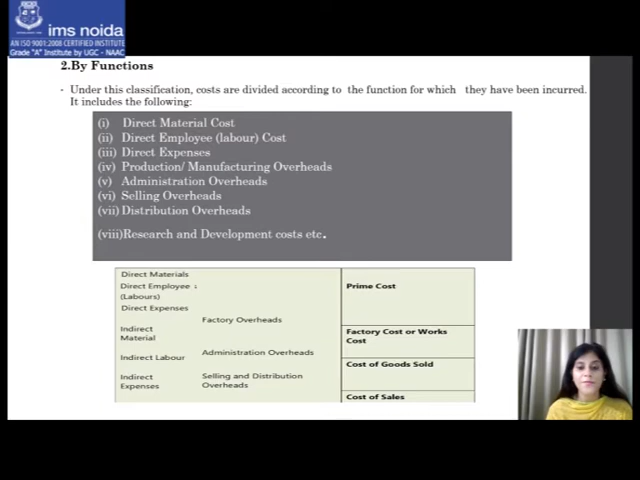 ims noida
AN ISO 9001:2008 CERTIFIED INSTITUTE
Grade "A" Institute by UGC - NAAC
2.By Functions
- Under this classification, costs are divided according to the function for which they have been incurred.
It includes the following:
(i) Direct Material Cost
(ii) Direct Employee (labour) Cost
(iii) Direct Expenses
(iv) Production/ Manufacturing Overheads
(v) Administration Overheads
(vi) Selling Overheads
(vii) Distribution Overheads
(viii)Research and Development costs etc.
Direct Materials
Direct Employee :
(Labours)
Prime Cost
Direct Expenses
Factory Overheads
Indirect
Material
Factory Cost or Works
Cost
Indirect Labour
Administration Overheads
Cost of Goods Sold
Indirect
Expenses
Selling and Distribution
Overheads
Cost of Sales